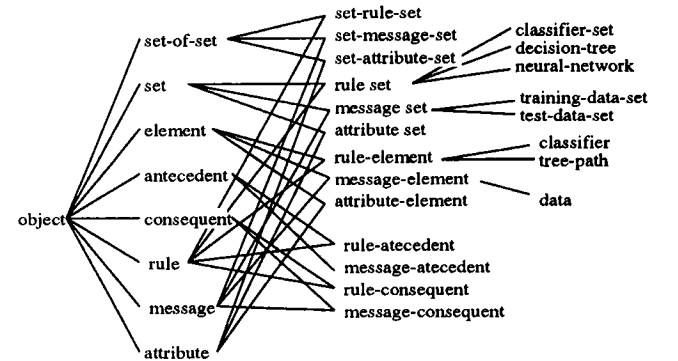 object
set-of-set
set
element
antecedent
consequent
rule
message
attribute
set-rule-set
set-message-set
set-attribute-set
rule set
message set
attribute set
rule-element
message-element
attribute-element
rule-atecedent
message-atecedent
rule-consequent
message-consequent
classifier-set
decision-tree
neural-network
training-data-set
test-data-set
classifier
tree-path
data